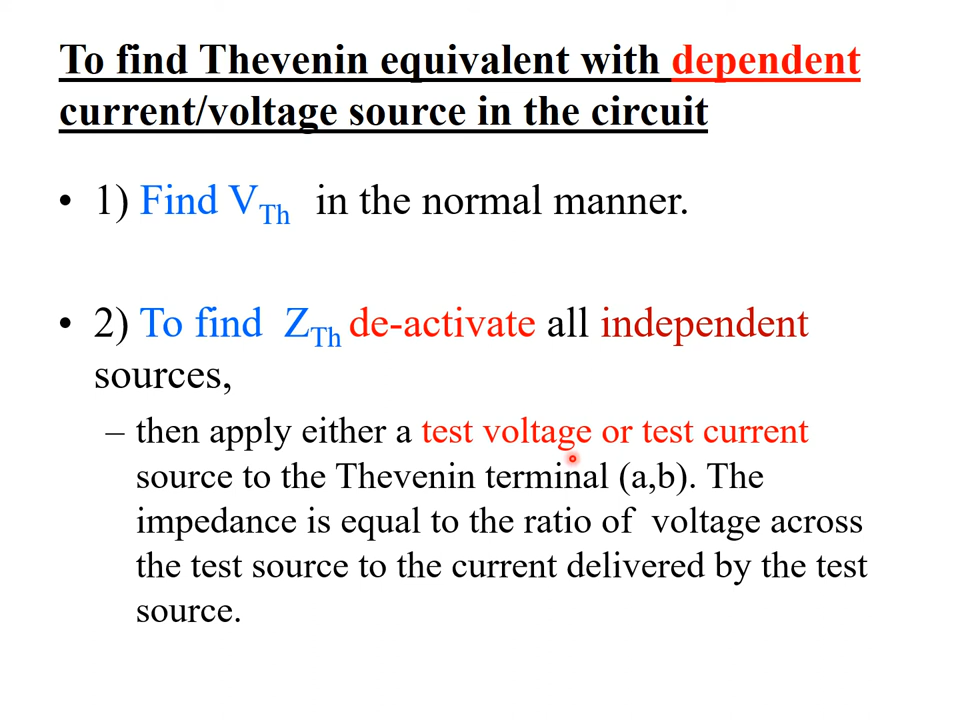 To find Thevenin equivalent with dependent
current/voltage source in the circuit
• 1) Find V_Th in the normal manner.
• 2) To find Z_Th de-activate all independent
sources,
– then apply either a test voltage or test current
source to the Thevenin terminal (a,b). The
impedance is equal to the ratio of voltage across
the test source to the current delivered by the test
source.